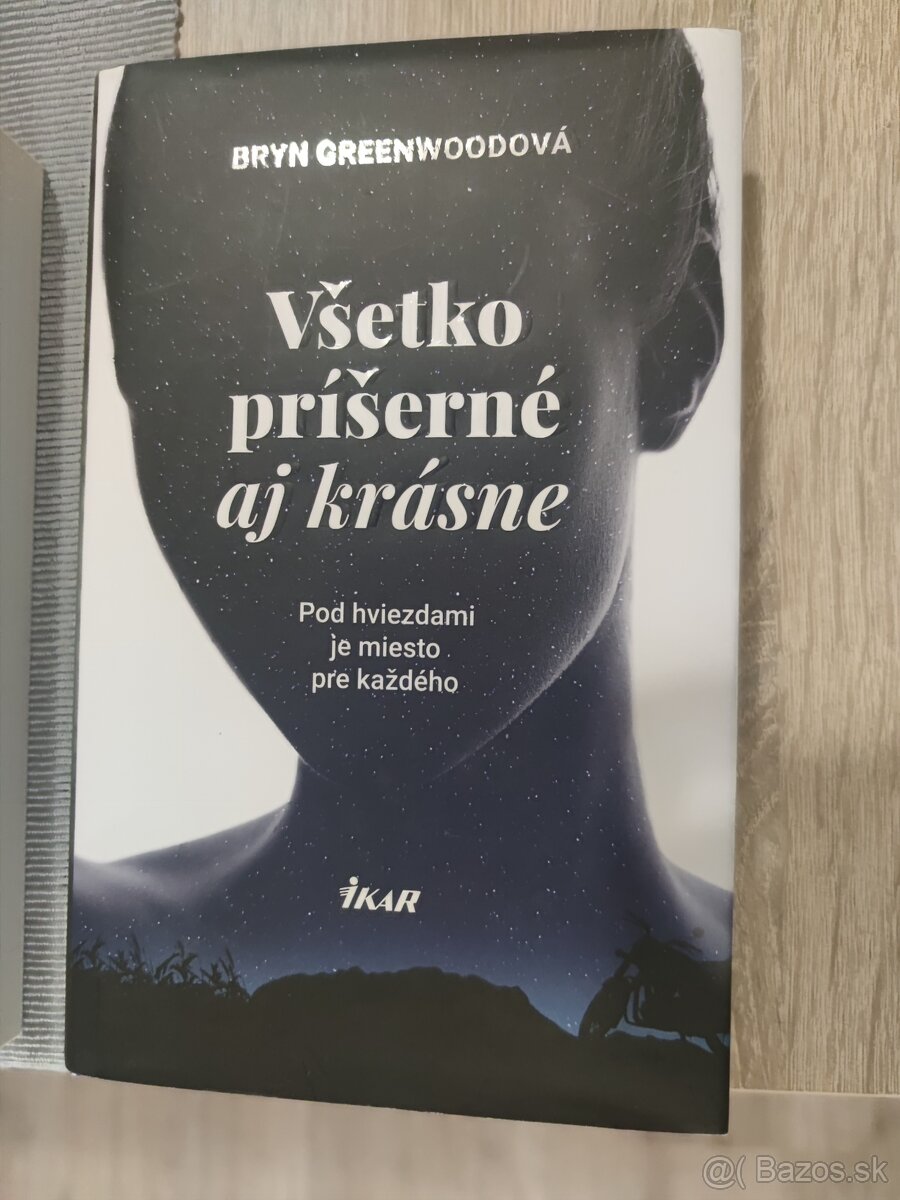 BRYN GREENWOODOVÁ
Všetko
príšerné
aj krásne
Pod hviezdami
je miesto
pre každého
iKAR
@( Bazos.sk